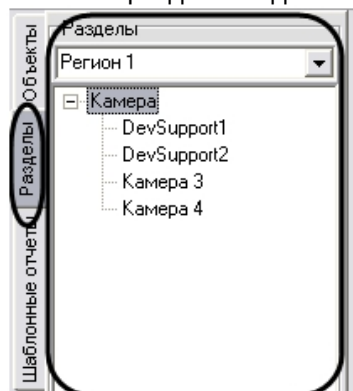 Объекты
Разделы
Шаблонные отчеты
Разделы
Регион 1
Камера
DevSupport1
DevSupport2
Камера 3
Камера 4